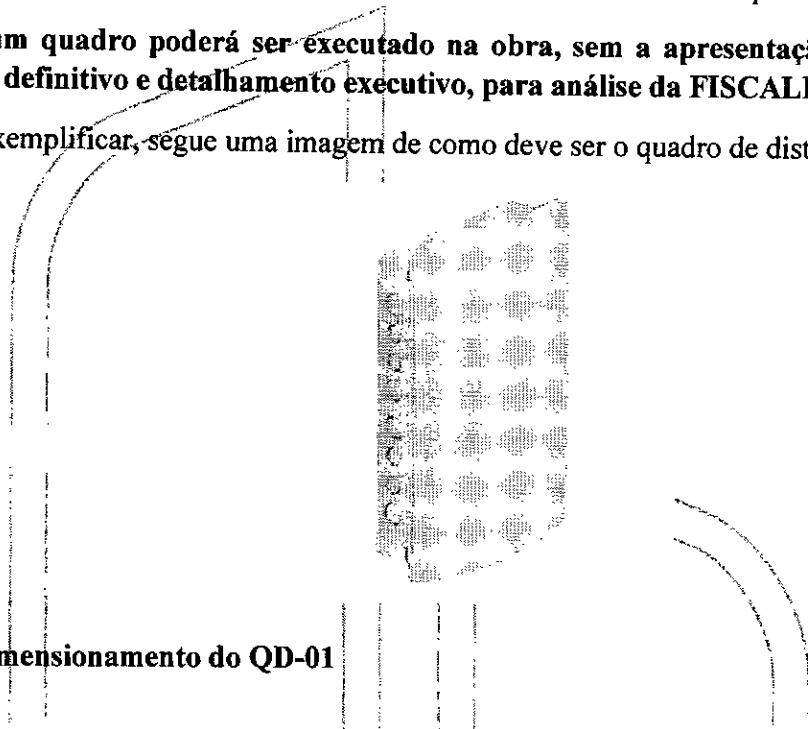 um quadro poderá ser executado na obra, sem a apresentaçã
definitivo e detalhamento executivo, para análise da FISCALI
xemplificar, segue uma imagem de como deve ser o quadro de dist
mensionamento do QD-01